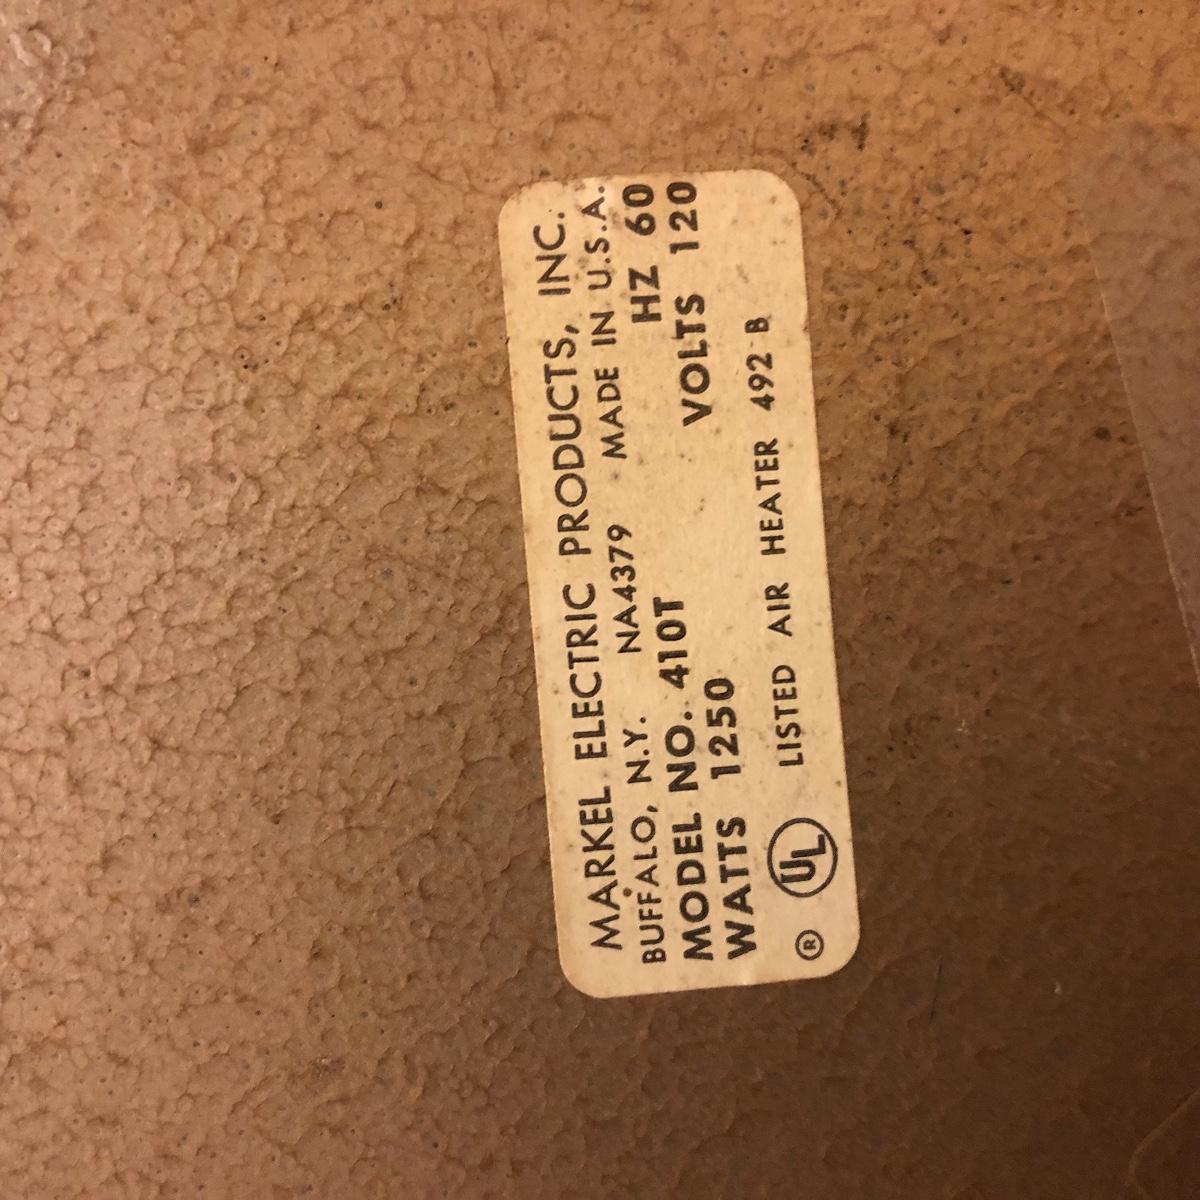 MARKEL ELECTRIC PRODUCTS, INC.
BUFFALO, N.Y. NA4379 MADE IN U.S.A.
MODEL NO. 410T HZ 60
WATTS 1250 VOLTS 120
® UL LISTED AIR HEATER 492 B